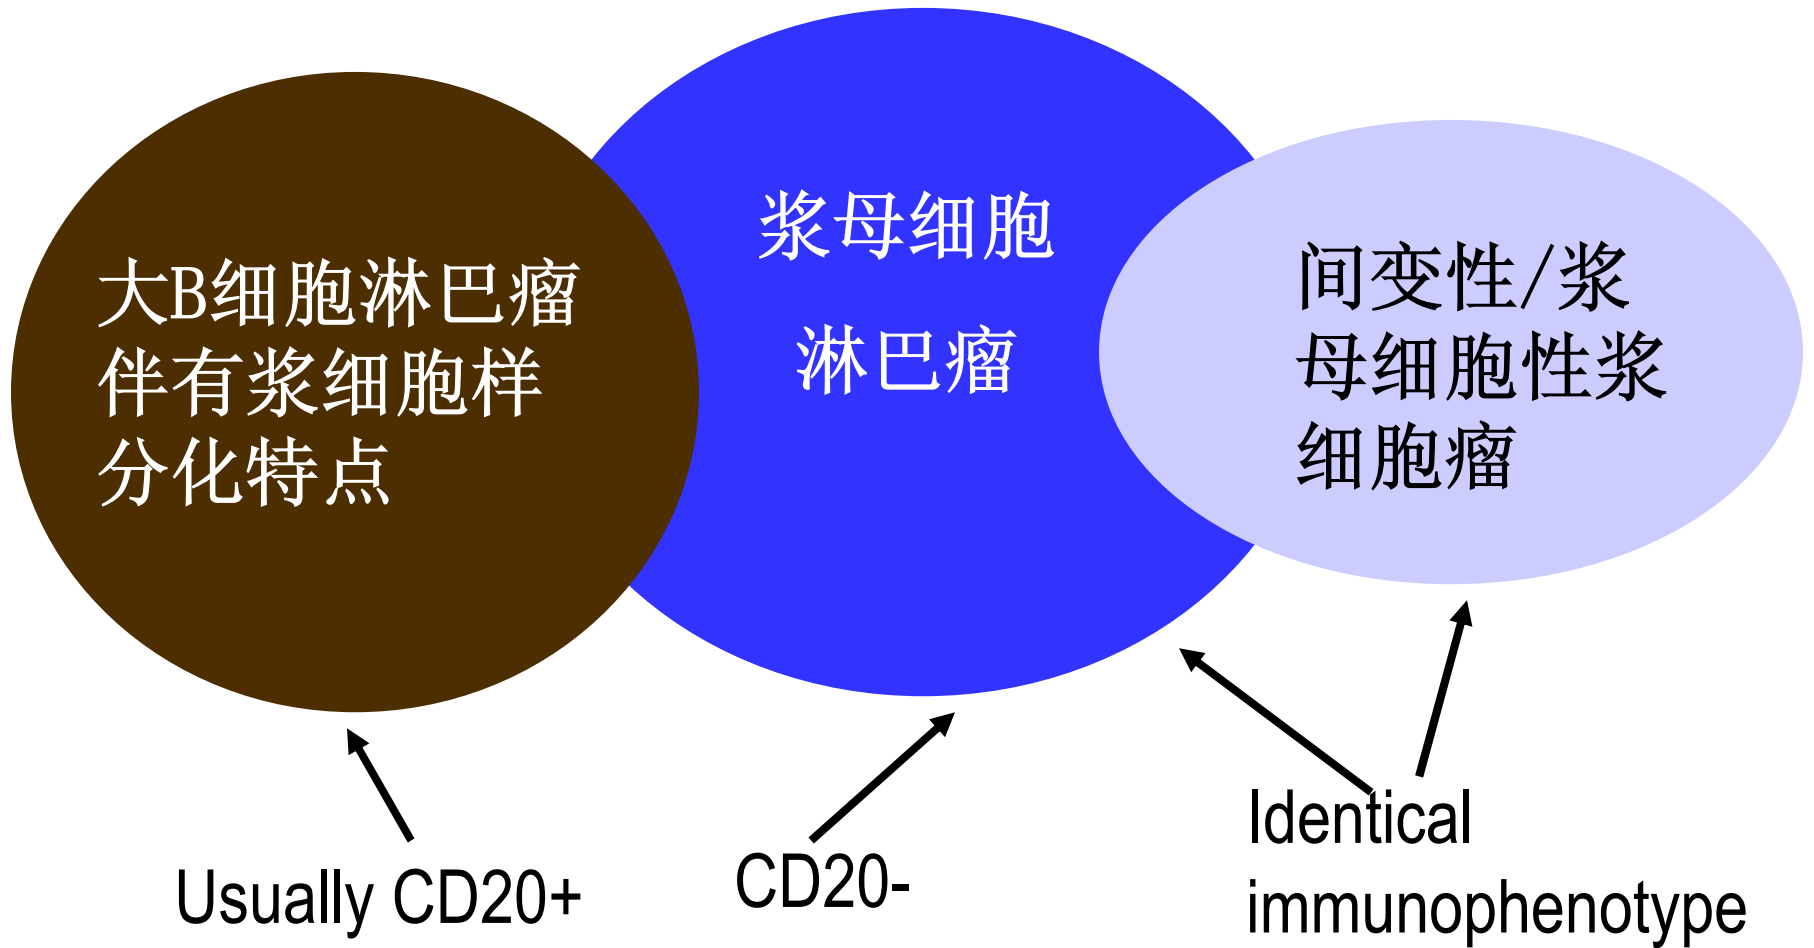 大B细胞淋巴瘤
伴有浆细胞样
分化特点
浆母细胞
淋巴瘤
间变性/浆
母细胞性浆
细胞瘤
Usually CD20+
CD20-
Identical
immunophenotype